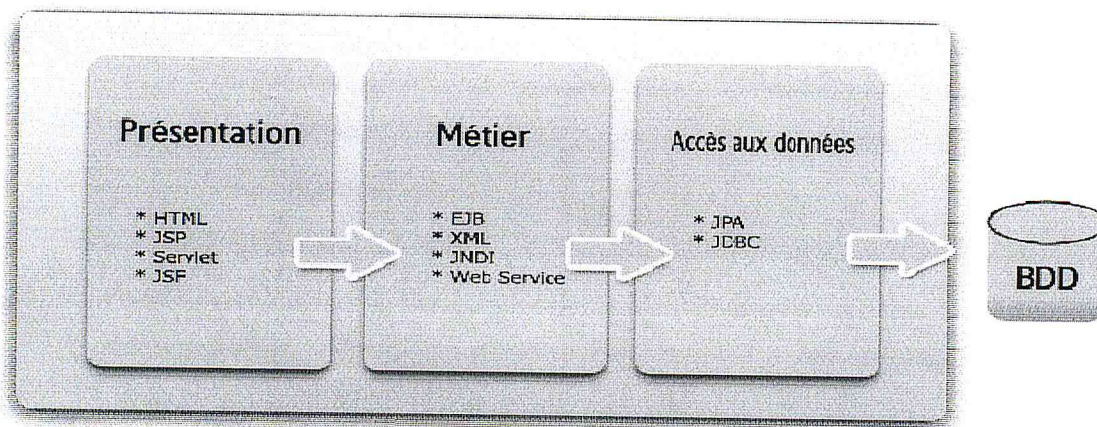 Présentation
* HTML
* JSP
* Servlet
* JSF
Métier
* EJB
* XML
* JNDI
* Web Service
Accès aux données
* JPA
* JDBC
BDD